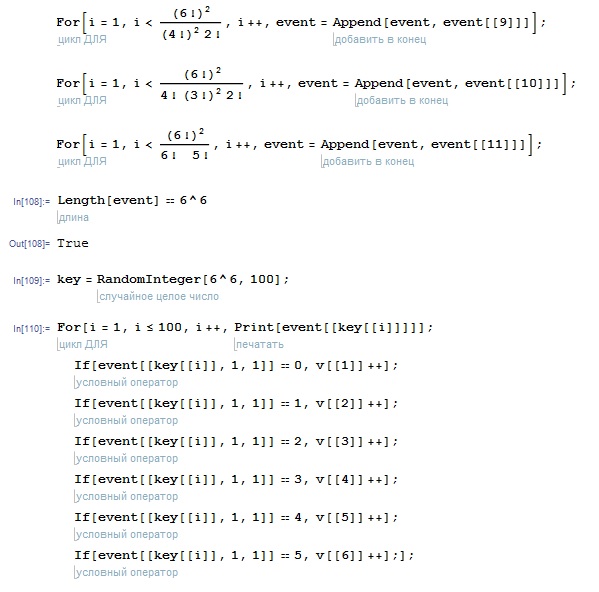 For[i = 1, i < (6!)^2 / ((4!)^2 2!), i++, event = Append[event, event[[9]]]];
цикл ДЛЯ добавить в конец
For[i = 1, i < (6!)^2 / (4! (3!)^2 2!), i++, event = Append[event, event[[10]]]];
цикл ДЛЯ добавить в конец
For[i = 1, i < (6!)^2 / (6! 5!), i++, event = Append[event, event[[11]]]];
цикл ДЛЯ добавить в конец
In[108]:= Length[event] == 6^6
длина
Out[108]= True
In[109]:= key = RandomInteger[6^6, 100];
случайное целое число
In[110]:= For[i = 1, i ≤ 100, i++, Print[event[[key[[i]]]]];
цикл ДЛЯ печатать
If[event[[key[[i]], 1, 1]] == 0, v[[1]]++];
условный оператор
If[event[[key[[i]], 1, 1]] == 1, v[[2]]++];
условный оператор
If[event[[key[[i]], 1, 1]] == 2, v[[3]]++];
условный оператор
If[event[[key[[i]], 1, 1]] == 3, v[[4]]++];
условный оператор
If[event[[key[[i]], 1, 1]] == 4, v[[5]]++];
условный оператор
If[event[[key[[i]], 1, 1]] == 5, v[[6]]++];];
условный оператор